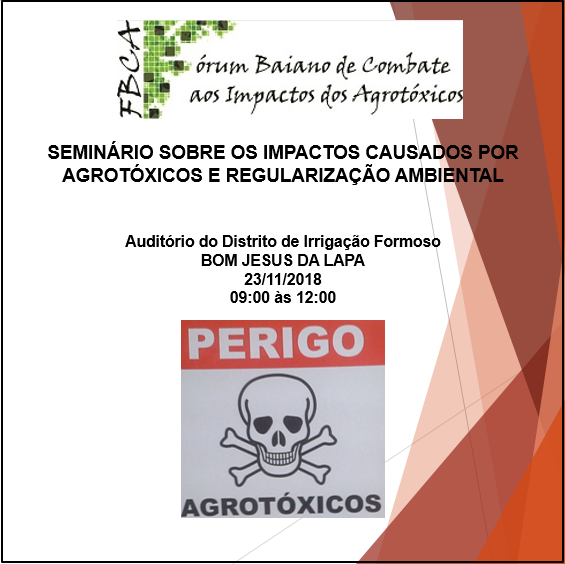 FBCA
órum Baiano de Combate
aos Impactos dos Agrotóxicos
SEMINÁRIO SOBRE OS IMPACTOS CAUSADOS POR
AGROTÓXICOS E REGULARIZAÇÃO AMBIENTAL
Auditório do Distrito de Irrigação Formoso
BOM JESUS DA LAPA
23/11/2018
09:00 às 12:00
PERIGO
AGROTÓXICOS